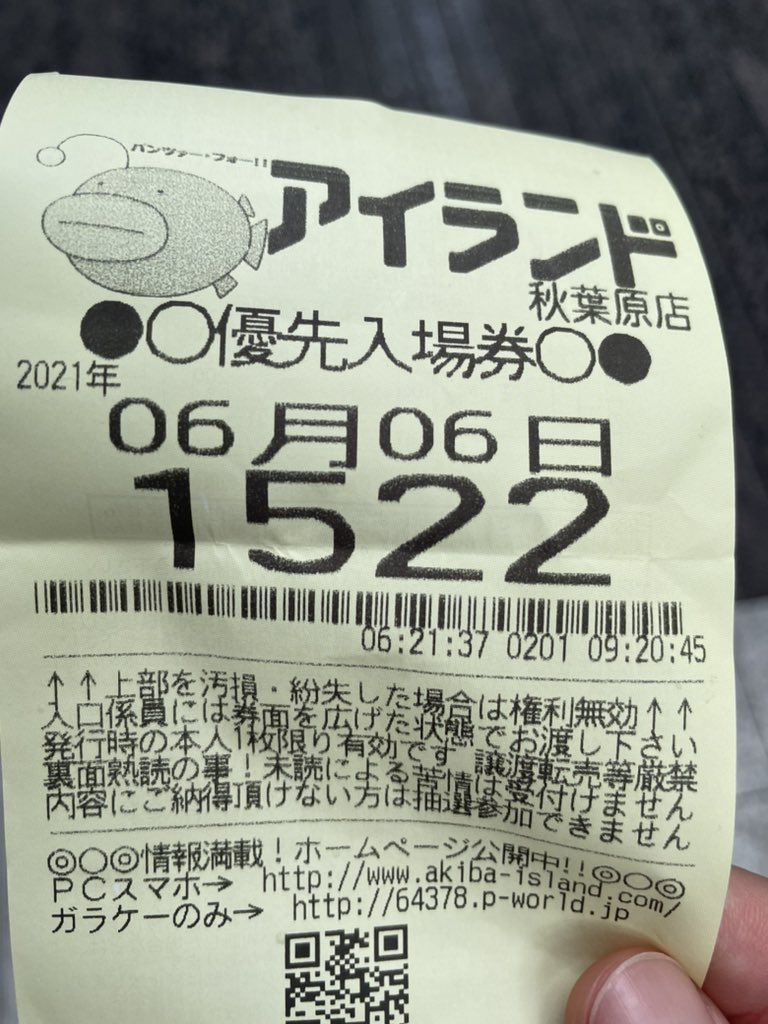 パンツァー・フォー!!
アイランド
秋葉原店
●○優先入場券○●
2021年
06月06日
1522
06:21:37 0201 09:20:45
↑↑上部を汚損・紛失した場合は権利無効↑↑
入口係員には券面を広げた状態でお渡し下さい
発行時の本人1枚限り有効です 譲渡転売等厳禁
裏面熟読の事！未読による苦情は受付けません
内容にご納得頂けない方は抽選参加できません
◎○◎情報満載！ホームページ公開中!!◎○◎
PCスマホ→ http://www.akiba-island.com/
ガラケーのみ→ http://64378.p-world.jp